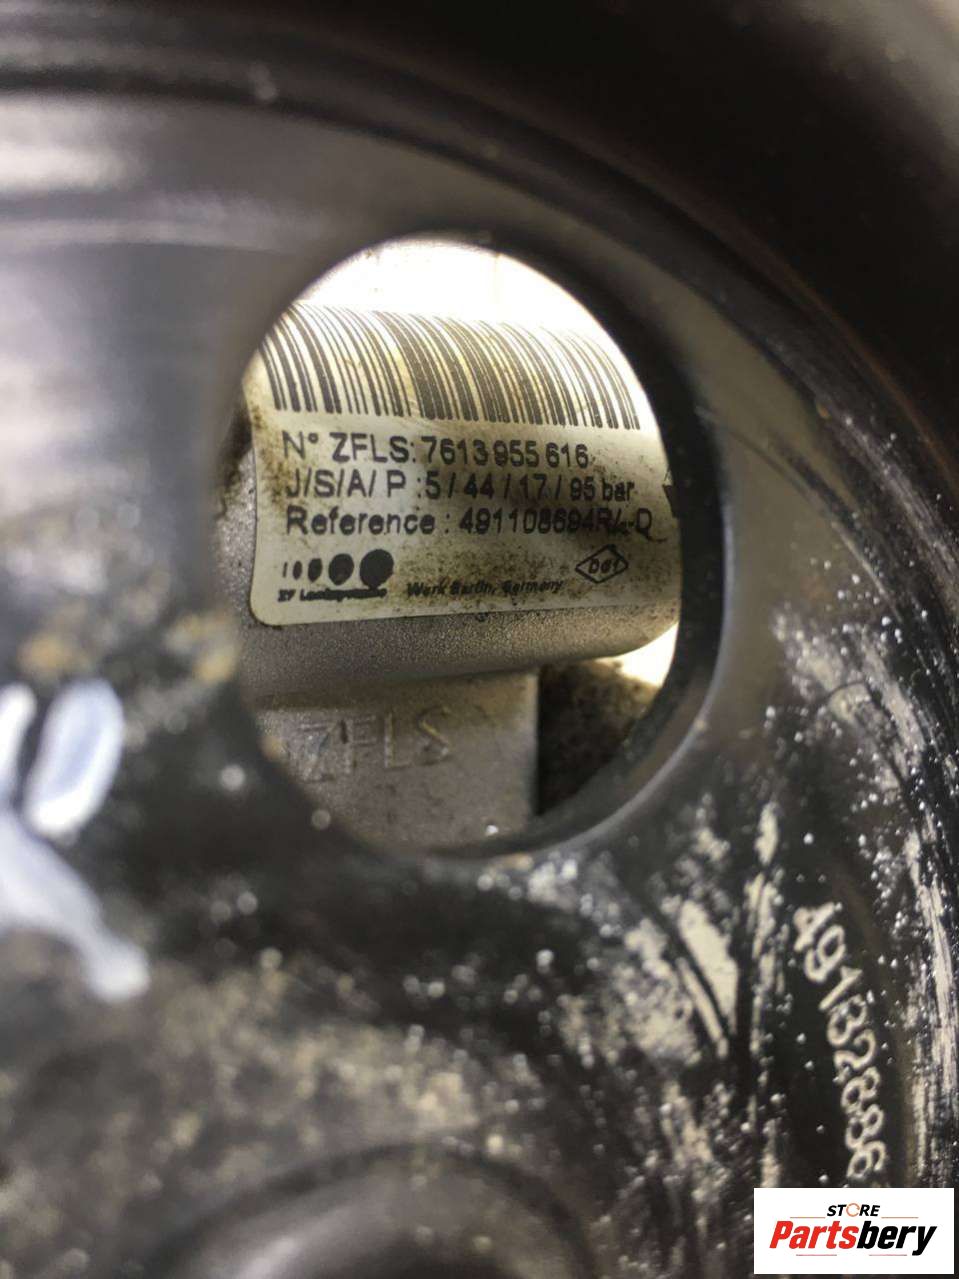 N° ZFLS: 7613 955 616
J/S/A/ P :5 / 44 / 17 / 95 bar
Reference : 491108694R/-Q
ZF Lenksysteme
Werk Berlin, Germany
ZFLS
49132686
STORE
Partsbery